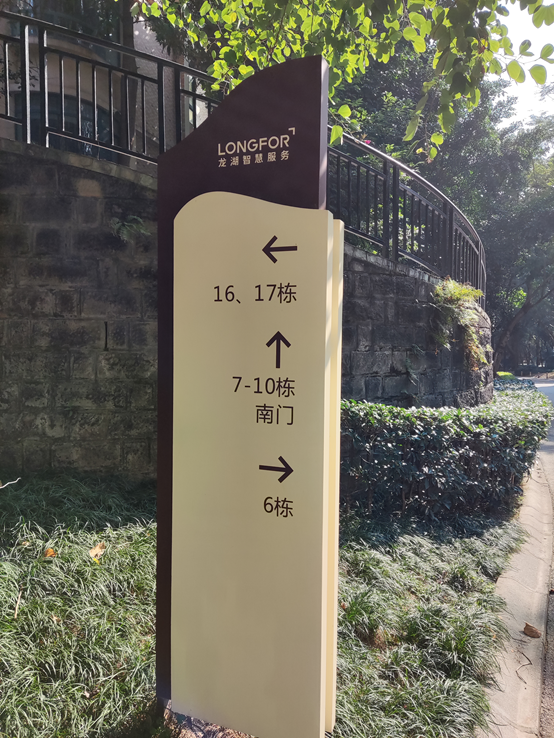 LONGFOR
龙湖智慧服务
←
16、17栋
↑
7-10栋
南门
→
6栋